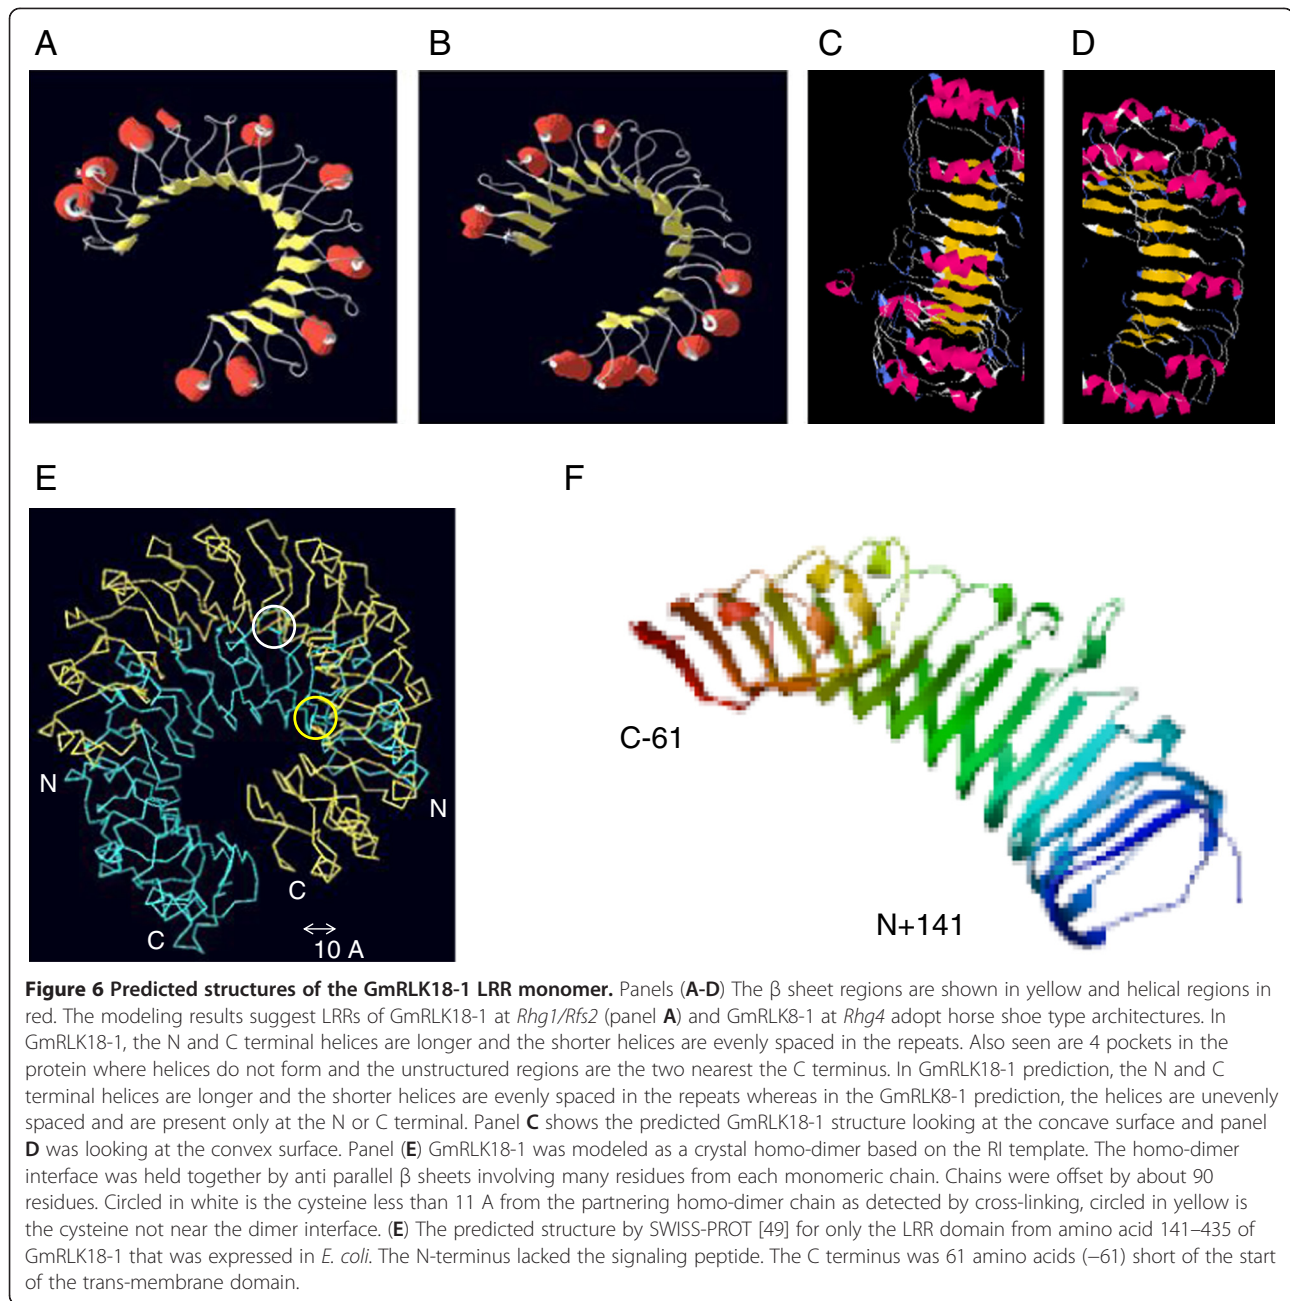 A
B
C
D
E
F
N
N
C
C
10 A
C-61
N+141
Figure 6 Predicted structures of the GmRLK18-1 LRR monomer. Panels (A-D) The β sheet regions are shown in yellow and helical regions in
red. The modeling results suggest LRRs of GmRLK18-1 at Rhg1/Rfs2 (panel A) and GmRLK8-1 at Rhg4 adopt horse shoe type architectures. In
GmRLK18-1, the N and C terminal helices are longer and the shorter helices are evenly spaced in the repeats. Also seen are 4 pockets in the
protein where helices do not form and the unstructured regions are the two nearest the C terminus. In GmRLK18-1 prediction, the N and C
terminal helices are longer and the shorter helices are evenly spaced in the repeats whereas in the GmRLK8-1 prediction, the helices are unevenly
spaced and are present only at the N or C terminal. Panel C shows the predicted GmRLK18-1 structure looking at the concave surface and panel
D was looking at the convex surface. Panel (E) GmRLK18-1 was modeled as a crystal homo-dimer based on the RI template. The homo-dimer
interface was held together by anti parallel β sheets involving many residues from each monomeric chain. Chains were offset by about 90
residues. Circled in white is the cysteine less than 11 A from the partnering homo-dimer chain as detected by cross-linking, circled in yellow is
the cysteine not near the dimer interface. (E) The predicted structure by SWISS-PROT [49] for only the LRR domain from amino acid 141–435 of
GmRLK18-1 that was expressed in E. coli. The N-terminus lacked the signaling peptide. The C terminus was 61 amino acids (−61) short of the start
of the trans-membrane domain.